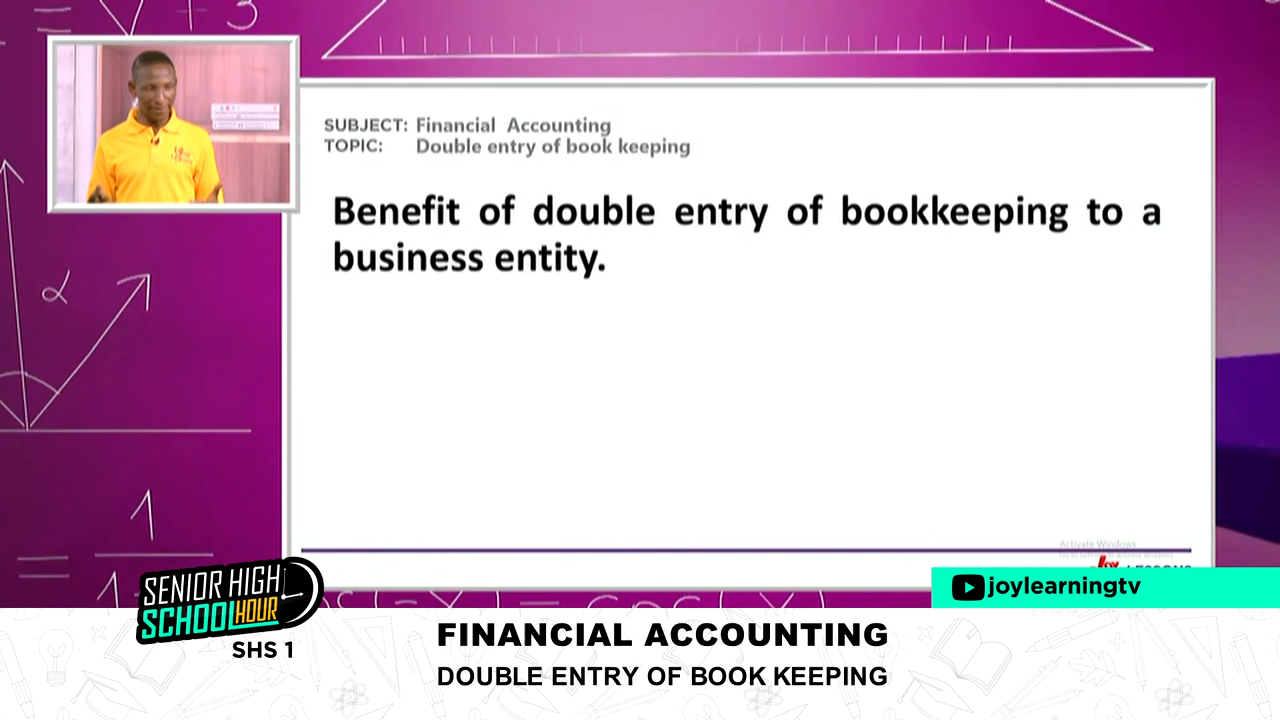 SUBJECT: Financial Accounting
TOPIC: Double entry of book keeping
Benefit of double entry of bookkeeping to a
business entity.
Activate Windows
joylearningtv
SENIOR HIGH
SCHOOL HOUR
SHS 1
FINANCIAL ACCOUNTING
DOUBLE ENTRY OF BOOK KEEPING